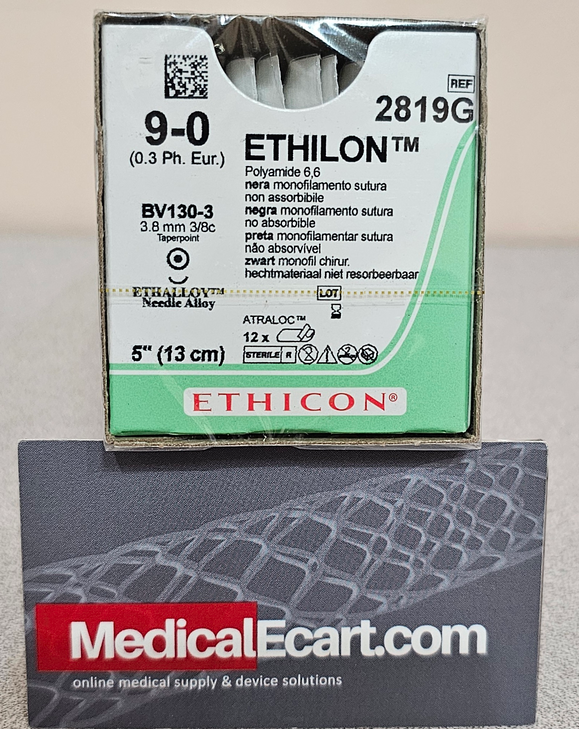 REF
2819G
9-0
(0.3 Ph. Eur.)
ETHILON™
Polyamide 6,6
nera monofilamento sutura
non assorbibile
negra monofilamento sutura
no absorbible
preta monofilamentar sutura
não absorvível
zwart monofil chirur.
hechtmateriaal niet resorbeerbaar
BV130-3
3.8 mm 3/8c
Taperpoint
ETHALLOY™
Needle Alloy
LOT
ATRALOC™
12 x
5" (13 cm)
STERILE R
2
2
ETHICON®
MedicalEcart.com
online medical supply & device solutions